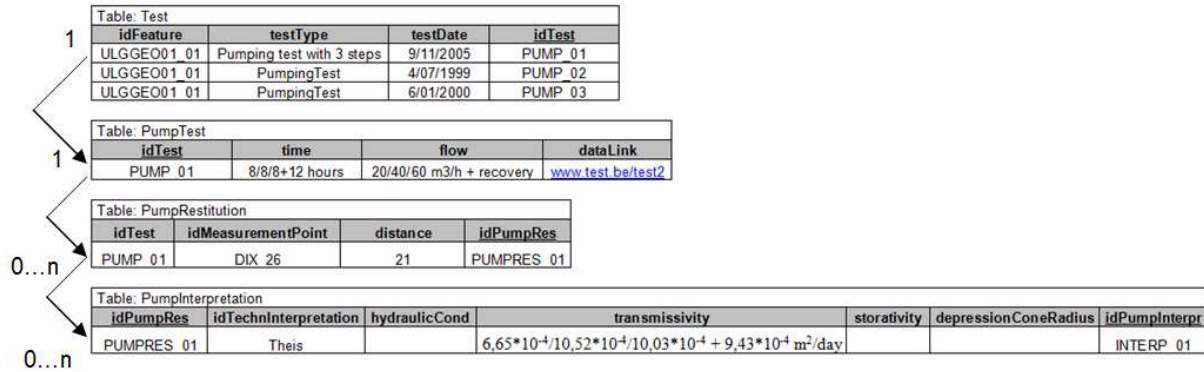 Table: Test
idFeature testType testDate idTest
1
ULGGEO01_01 Pumping test with 3 steps 9/11/2005 PUMP_01
ULGGEO01_01 PumpingTest 4/07/1999 PUMP_02
ULGGEO01_01 PumpingTest 6/01/2000 PUMP_03
Table: PumpTest
idTest time flow dataLink
1
PUMP_01 8/8/8+12 hours 20/40/60 m3/h + recovery www.test.be/test2
Table: PumpRestitution
idTest idMeasurementPoint distance idPumpRes
PUMP_01 DIX_26 21 PUMPRES_01
0...n
Table: PumpInterpretation
idPumpRes idTechnInterpretation hydraulicCond transmissivity storativity depressionConeRadius idPumpInterpr
PUMPRES_01 Theis 6,65*10⁻⁴/10,52*10⁻⁴/10,03*10⁻⁴ + 9,43*10⁻⁴ m²/day INTERP_01
0...n